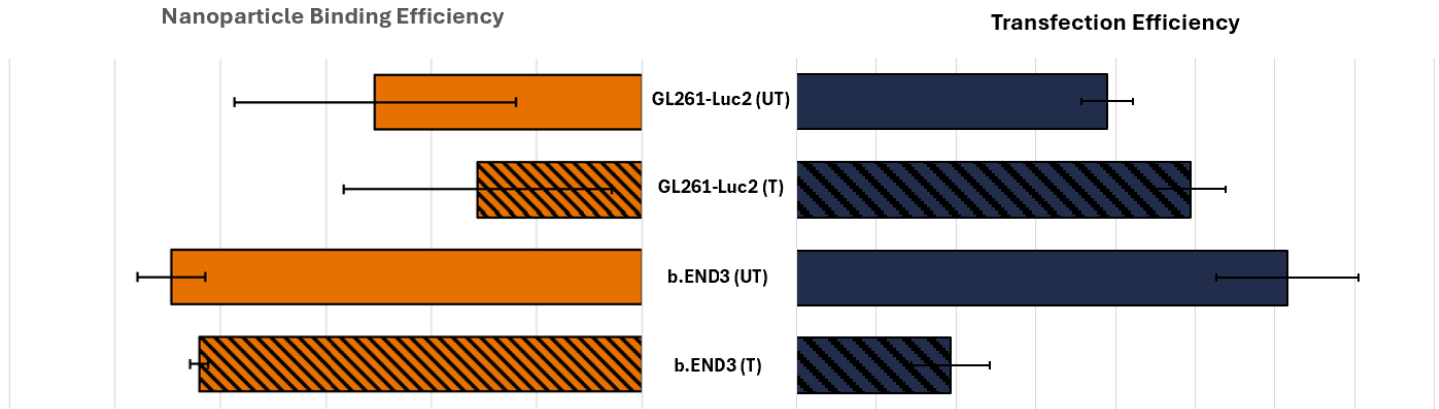 Nanoparticle Binding Efficiency
Transfection Efficiency
GL261-Luc2 (UT)
GL261-Luc2 (T)
b.END3 (UT)
b.END3 (T)